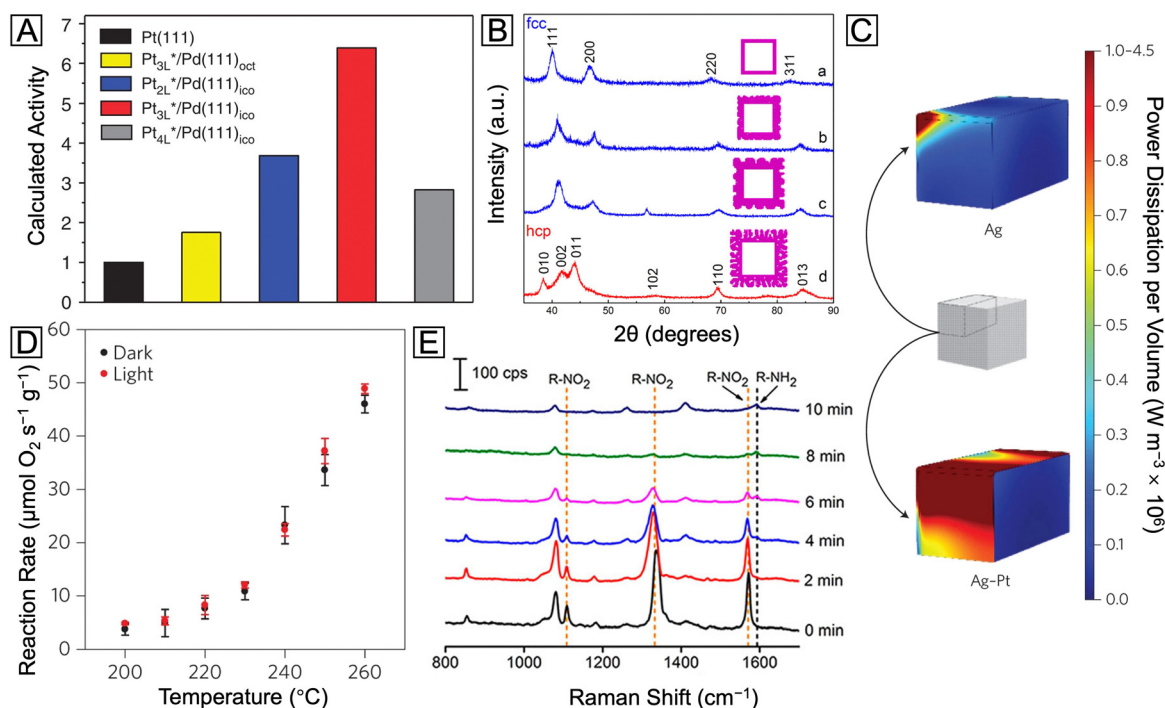 A
7
6
5
4
3
2
1
0
Calculated Activity
Pt(111)
Pt3L*/Pd(111)oct
Pt2L*/Pd(111)ico
Pt3L*/Pd(111)ico
Pt4L*/Pd(111)ico
B
fcc
111
200
220
311
a
b
c
hcp
010
002
011
102
110
013
d
Intensity (a.u.)
40
50
60
70
80
90
2θ (degrees)
C
Ag
Ag–Pt
1.0–4.5
0.9
0.8
0.7
0.6
0.5
0.4
0.3
0.2
0.1
0.0
Power Dissipation per Volume (W m⁻³ × 10⁶)
D
Dark
Light
60
50
40
30
20
10
0
Reaction Rate (μmol O₂ s⁻¹ g⁻¹)
200
220
240
260
Temperature (°C)
E
100 cps
R-NO₂
R-NO₂
R-NO₂
R-NH₂
10 min
8 min
6 min
4 min
2 min
0 min
800
1000
1200
1400
1600
Raman Shift (cm⁻¹)